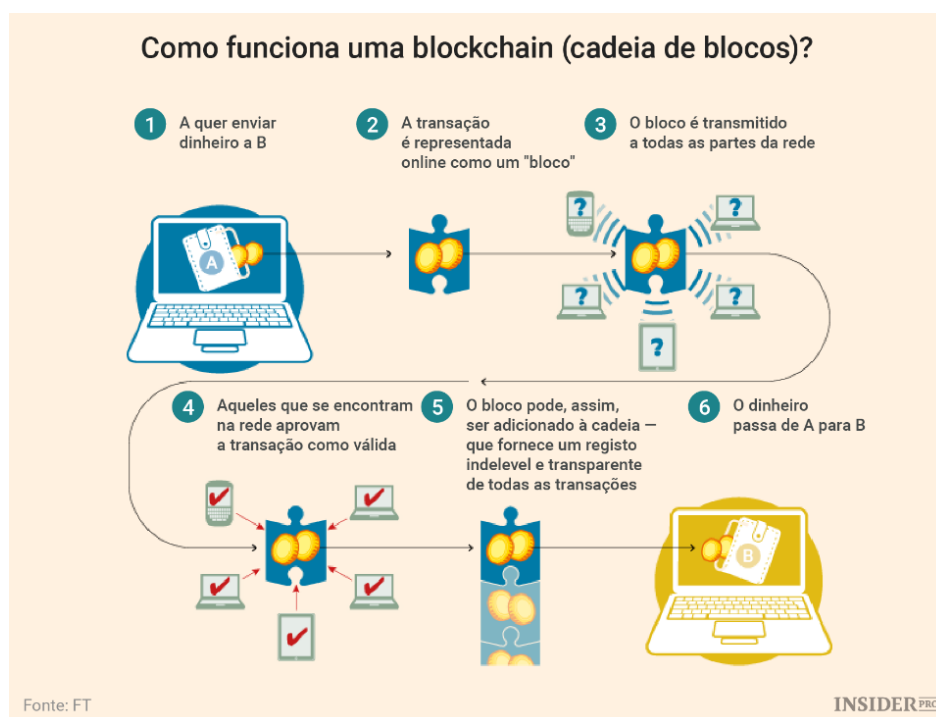 Como funciona uma blockchain (cadeia de blocos)?
1
A quer enviar
dinheiro a B
2
A transação
é representada
online como um "bloco"
3
O bloco é transmitido
a todas as partes da rede
A
?
?
?
?
?
4
Aqueles que se encontram
na rede aprovam
a transação como válida
5
O bloco pode, assim,
ser adicionado à cadeia —
que fornece um registo
indelevel e transparente
de todas as transações
6
O dinheiro
passa de A para B
B
Fonte: FT
INSIDER PRO